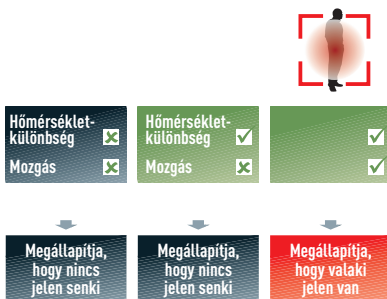 Hőmérséklet-
különbség
Mozgás
Hőmérséklet-
különbség
Mozgás
Megállapítja,
hogy nincs
jelen senki
Megállapítja,
hogy nincs
jelen senki
Megállapítja,
hogy valaki
jelen van